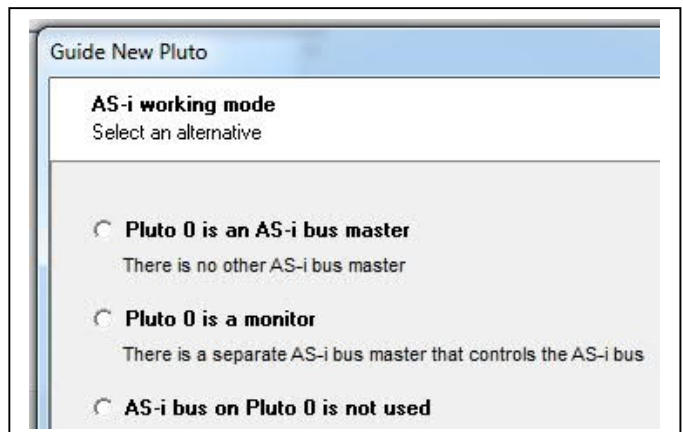 Guide New Pluto
AS-i working mode
Select an alternative
Pluto 0 is an AS-i bus master
There is no other AS-i bus master
Pluto 0 is a monitor
There is a separate AS-i bus master that controls the AS-i bus
AS-i bus on Pluto 0 is not used